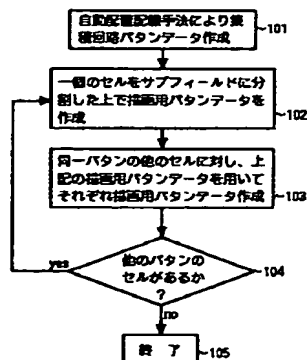 自動配置配線手法により集
積回路パタンデータ作成
101
一個のセルをサブフィールドに分
割した上で描画用パタンデータを
作成
102
同一パタンの他のセルに対し、上
記の描画用パタンデータを用いて
それぞれ描画用パタンデータ作成
103
他のパタンの
セルがあるか
?
104
yes
no
終 了
105